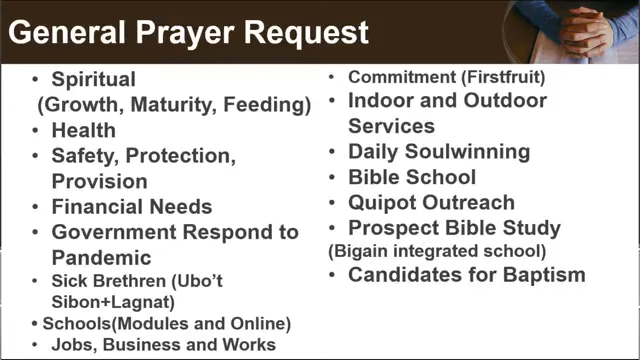 General Prayer Request
• Spiritual
(Growth, Maturity, Feeding)
• Health
• Safety, Protection,
Provision
• Financial Needs
• Government Respond to
Pandemic
• Sick Brethren (Ubo't
Sibon+Lagnat)
• Schools(Modules and Online)
• Jobs, Business and Works
• Commitment (Firstfruit)
• Indoor and Outdoor
Services
• Daily Soulwinning
• Bible School
• Quipot Outreach
• Prospect Bible Study
(Bigain integrated school)
• Candidates for Baptism